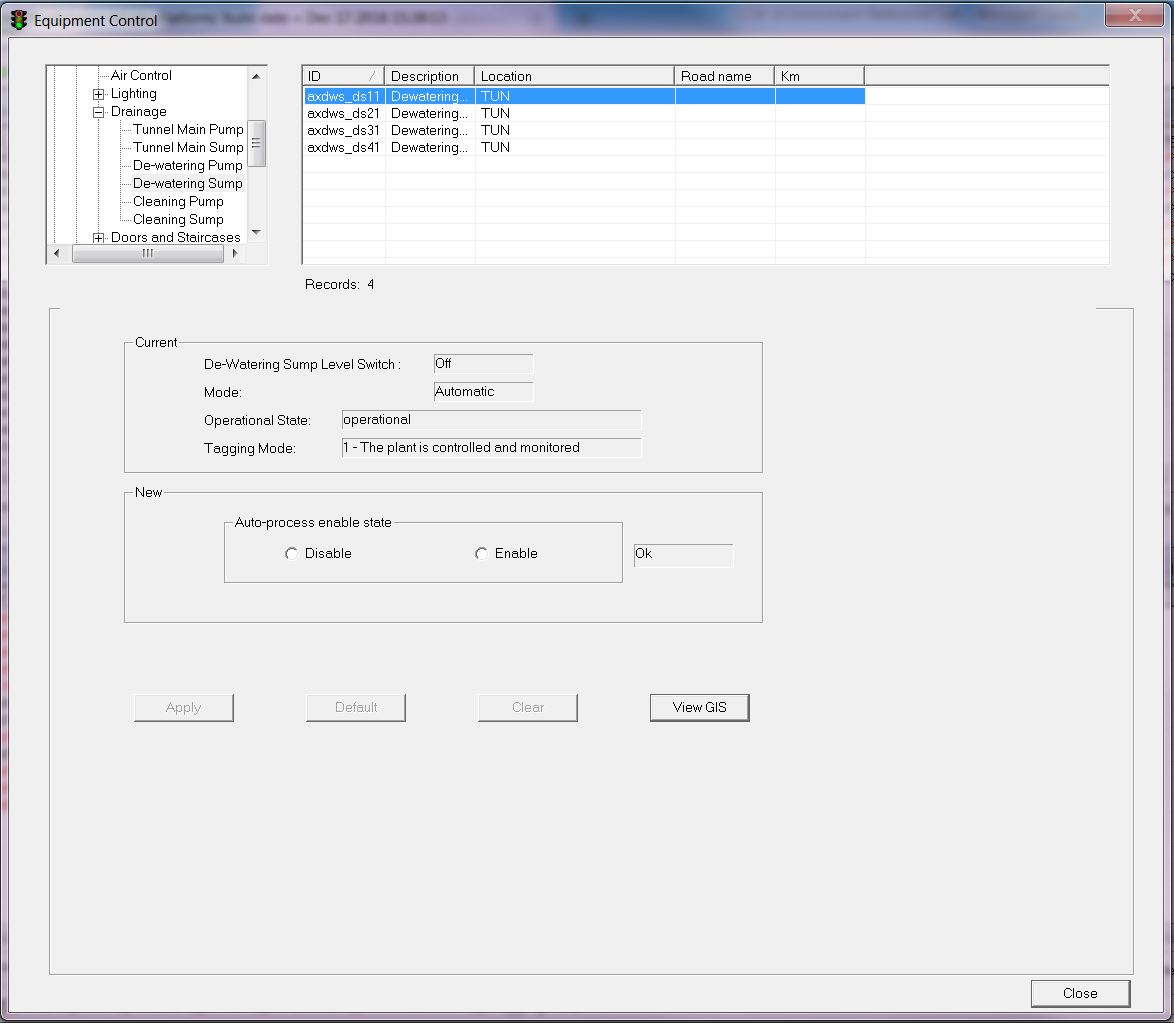 Equipment Control
Air Control
Lighting
Drainage
Tunnel Main Pump
Tunnel Main Sump
De-watering Pump
De-watering Sump
Cleaning Pump
Cleaning Sump
Doors and Staircases
ID Description Location Road name Km
axdws_ds11 Dewatering... TUN
axdws_ds21 Dewatering... TUN
axdws_ds31 Dewatering... TUN
axdws_ds41 Dewatering... TUN
Records: 4
Current
De-Watering Sump Level Switch : Off
Mode: Automatic
Operational State: operational
Tagging Mode: 1 - The plant is controlled and monitored
New
Auto-process enable state
Disable Enable Ok
Apply Default Clear View GIS
Close